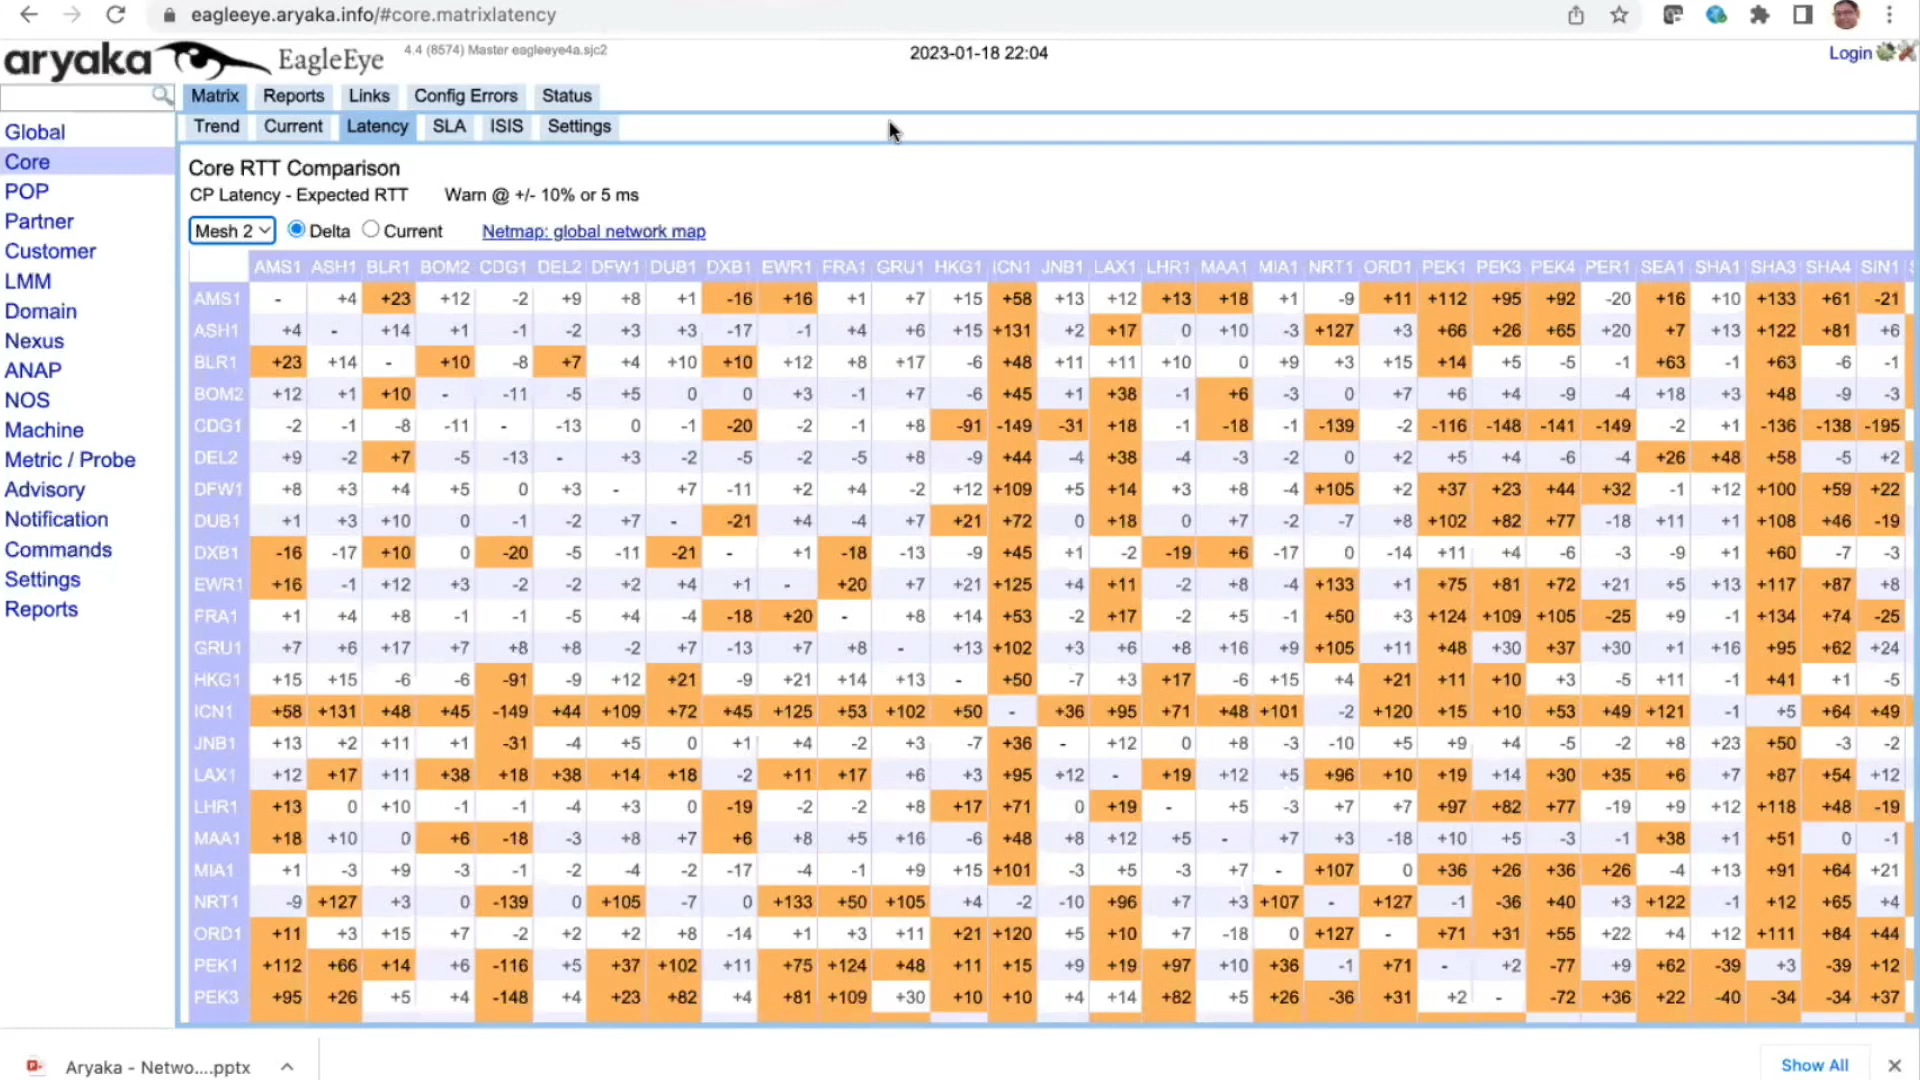 eagleeye.aryaka.info/#core.matrixlatency
aryaka EagleEye 4.4 (8574) Master eagleeye4a.sjc2 2023-01-18 22:04 Login
Matrix Reports Links Config Errors Status
Trend Current Latency SLA ISIS Settings
Global
Core
POP
Partner
Customer
LMM
Domain
Nexus
ANAP
NOS
Machine
Metric / Probe
Advisory
Notification
Commands
Settings
Reports
Core RTT Comparison
CP Latency - Expected RTT Warn @ +/- 10% or 5 ms
Mesh 2 Delta Current Netmap: global network map
AMS1 ASH1 BLR1 BOM2 CDG1 DEL2 DFW1 DUB1 DXB1 EWR1 FRA1 GRU1 HKG1 ICN1 JNB1 LAX1 LHR1 MAA1 MIA1 NRT1 ORD1 PEK1 PEK3 PEK4 PER1 SEA1 SHA1 SHA3 SHA4 SIN1
AMS1 - +4 +23 +12 -2 +9 +8 +1 -16 +16 +1 +7 +15 +58 +13 +12 +13 +18 +1 -9 +11 +112 +95 +92 -20 +16 +10 +133 +61 -21
ASH1 +4 - +14 +1 -1 -2 +3 +3 -17 -1 +4 +6 +15 +131 +2 +17 0 +10 -3 +127 +3 +66 +26 +65 +20 +7 +13 +122 +81 +6
BLR1 +23 +14 - +10 -8 +7 +4 +10 +10 +12 +8 +17 -6 +48 +11 +11 +10 0 +9 +3 +15 +14 +5 -5 -1 +63 -1 +63 -6 -1
BOM2 +12 +1 +10 - -11 -5 +5 0 0 +3 -1 +7 -6 +45 +1 +38 -1 +6 -3 0 +7 +6 +4 -9 -4 +18 +3 +48 -9 -3
CDG1 -2 -1 -8 -11 - -13 0 -1 -20 -2 -1 +8 -91 -149 -31 +18 -1 -18 -1 -139 -2 -116 -148 -141 -149 -2 +1 -136 -138 -195
DEL2 +9 -2 +7 -5 -13 - +3 -2 -5 -2 -5 +8 -9 +44 -4 +38 -4 -3 -2 0 +2 +5 +4 -6 -4 +26 +48 +58 -5 +2
DFW1 +8 +3 +4 +5 0 +3 - +7 -11 +2 +4 -2 +12 +109 +5 +14 +3 +8 -4 +105 +2 +37 +23 +44 +32 -1 +12 +100 +59 +22
DUB1 +1 +3 +10 0 -1 -2 +7 - -21 +4 -4 +7 +21 +72 0 +18 0 +7 -2 -7 +8 +102 +82 +77 -18 +11 +1 +108 +46 -19
DXB1 -16 -17 +10 0 -20 -5 -11 -21 - +1 -18 -13 -9 +45 +1 -2 -19 +6 -17 0 -14 +11 +4 -6 -3 -9 +1 +60 -7 -3
EWR1 +16 -1 +12 +3 -2 -2 +2 +4 +1 - +20 +7 +21 +125 +4 +11 -2 +8 -4 +133 +1 +75 +81 +72 +21 +5 +13 +117 +87 +8
FRA1 +1 +4 +8 -1 -1 -5 +4 -4 -18 +20 - +8 +14 +53 -2 +17 -2 +5 -1 +50 +3 +124 +109 +105 -25 +9 -1 +134 +74 -25
GRU1 +7 +6 +17 +7 +8 +8 -2 +7 -13 +7 +8 - +13 +102 +3 +6 +8 +16 +9 +105 +11 +48 +30 +37 +30 +1 +16 +95 +62 +24
HKG1 +15 +15 -6 -6 -91 -9 +12 +21 -9 +21 +14 +13 - +50 -7 +3 +17 -6 +15 +4 +21 +11 +10 +3 -5 +11 -1 +41 +1 -5
ICN1 +58 +131 +48 +45 -149 +44 +109 +72 +45 +125 +53 +102 +50 - +36 +95 +71 +48 +101 -2 +120 +15 +10 +53 +49 +121 -1 +5 +64 +49
JNB1 +13 +2 +11 +1 -31 -4 +5 0 +1 +4 -2 +3 -7 +36 - +12 0 +8 -3 -10 +5 +9 +4 -5 -2 +8 +23 +50 -3 -2
LAX1 +12 +17 +11 +38 +18 +38 +14 +18 -2 +11 +17 +6 +3 +95 +12 - +19 +12 +5 +96 +10 +19 +14 +30 +35 +6 +7 +87 +54 +12
LHR1 +13 0 +10 -1 -1 -4 +3 0 -19 -2 -2 +8 +17 +71 0 +19 - +5 -3 +7 +7 +97 +82 +77 -19 +9 +12 +118 +48 -19
MAA1 +18 +10 0 +6 -18 -3 +8 +7 +6 +8 +5 +16 -6 +48 +8 +12 +5 - +7 +3 -18 +10 +5 -3 -1 +38 +1 +51 0 -1
MIA1 +1 -3 +9 -3 -1 -2 -4 -2 -17 -4 -1 +9 +15 +101 -3 +5 -3 +7 - +107 0 +36 +26 +36 +26 -4 +13 +91 +64 +21
NRT1 -9 +127 +3 0 -139 0 +105 -7 0 +133 +50 +105 +4 -2 -10 +96 +7 +3 +107 - +127 -1 -36 +40 +3 +122 -1 +12 +65 +4
ORD1 +11 +3 +15 +7 -2 +2 +2 +8 -14 +1 +3 +11 +21 +120 +5 +10 +7 -18 0 +127 - +71 +31 +55 +22 +4 +12 +111 +84 +44
PEK1 +112 +66 +14 +6 -116 +5 +37 +102 +11 +75 +124 +48 +11 +15 +9 +19 +97 +10 +36 -1 +71 - +2 -77 +9 +62 -39 +3 -39 +12
PEK3 +95 +26 +5 +4 -148 +4 +23 +82 +4 +81 +109 +30 +10 +10 +4 +14 +82 +5 +26 -36 +31 +2 - -72 +36 +22 -40 -34 -34 +37
Aryaka - Netwo....pptx Show All